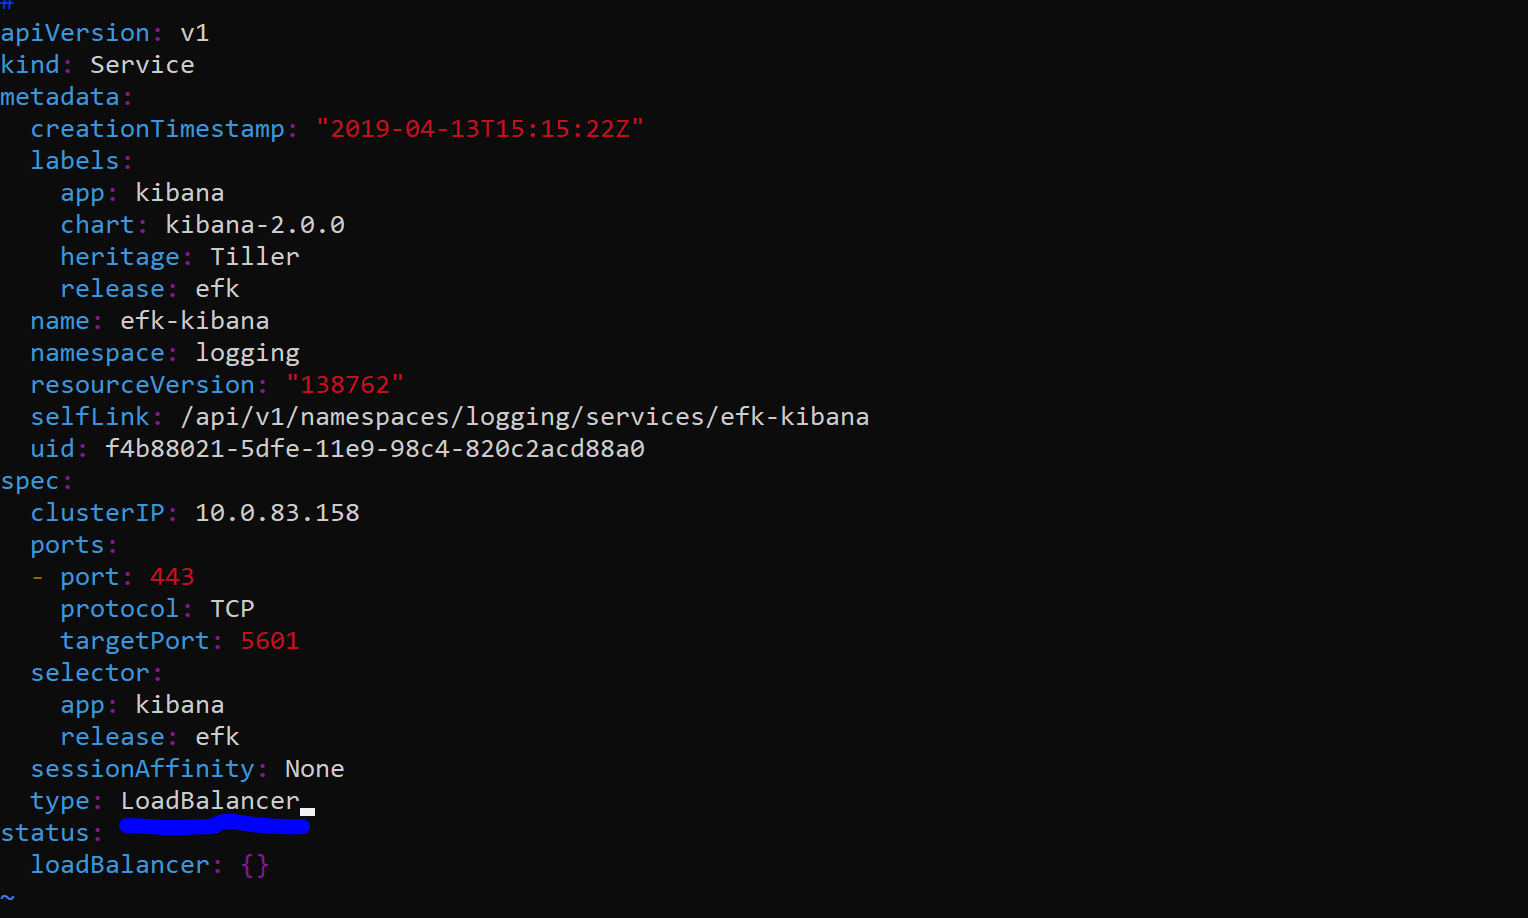 #
apiVersion: v1
kind: Service
metadata:
  creationTimestamp: "2019-04-13T15:15:22Z"
  labels:
    app: kibana
    chart: kibana-2.0.0
    heritage: Tiller
    release: efk
  name: efk-kibana
  namespace: logging
  resourceVersion: "138762"
  selfLink: /api/v1/namespaces/logging/services/efk-kibana
  uid: f4b88021-5dfe-11e9-98c4-820c2acd88a0
spec:
  clusterIP: 10.0.83.158
  ports:
  - port: 443
    protocol: TCP
    targetPort: 5601
  selector:
    app: kibana
    release: efk
  sessionAffinity: None
  type: LoadBalancer
status:
  loadBalancer: {}
~